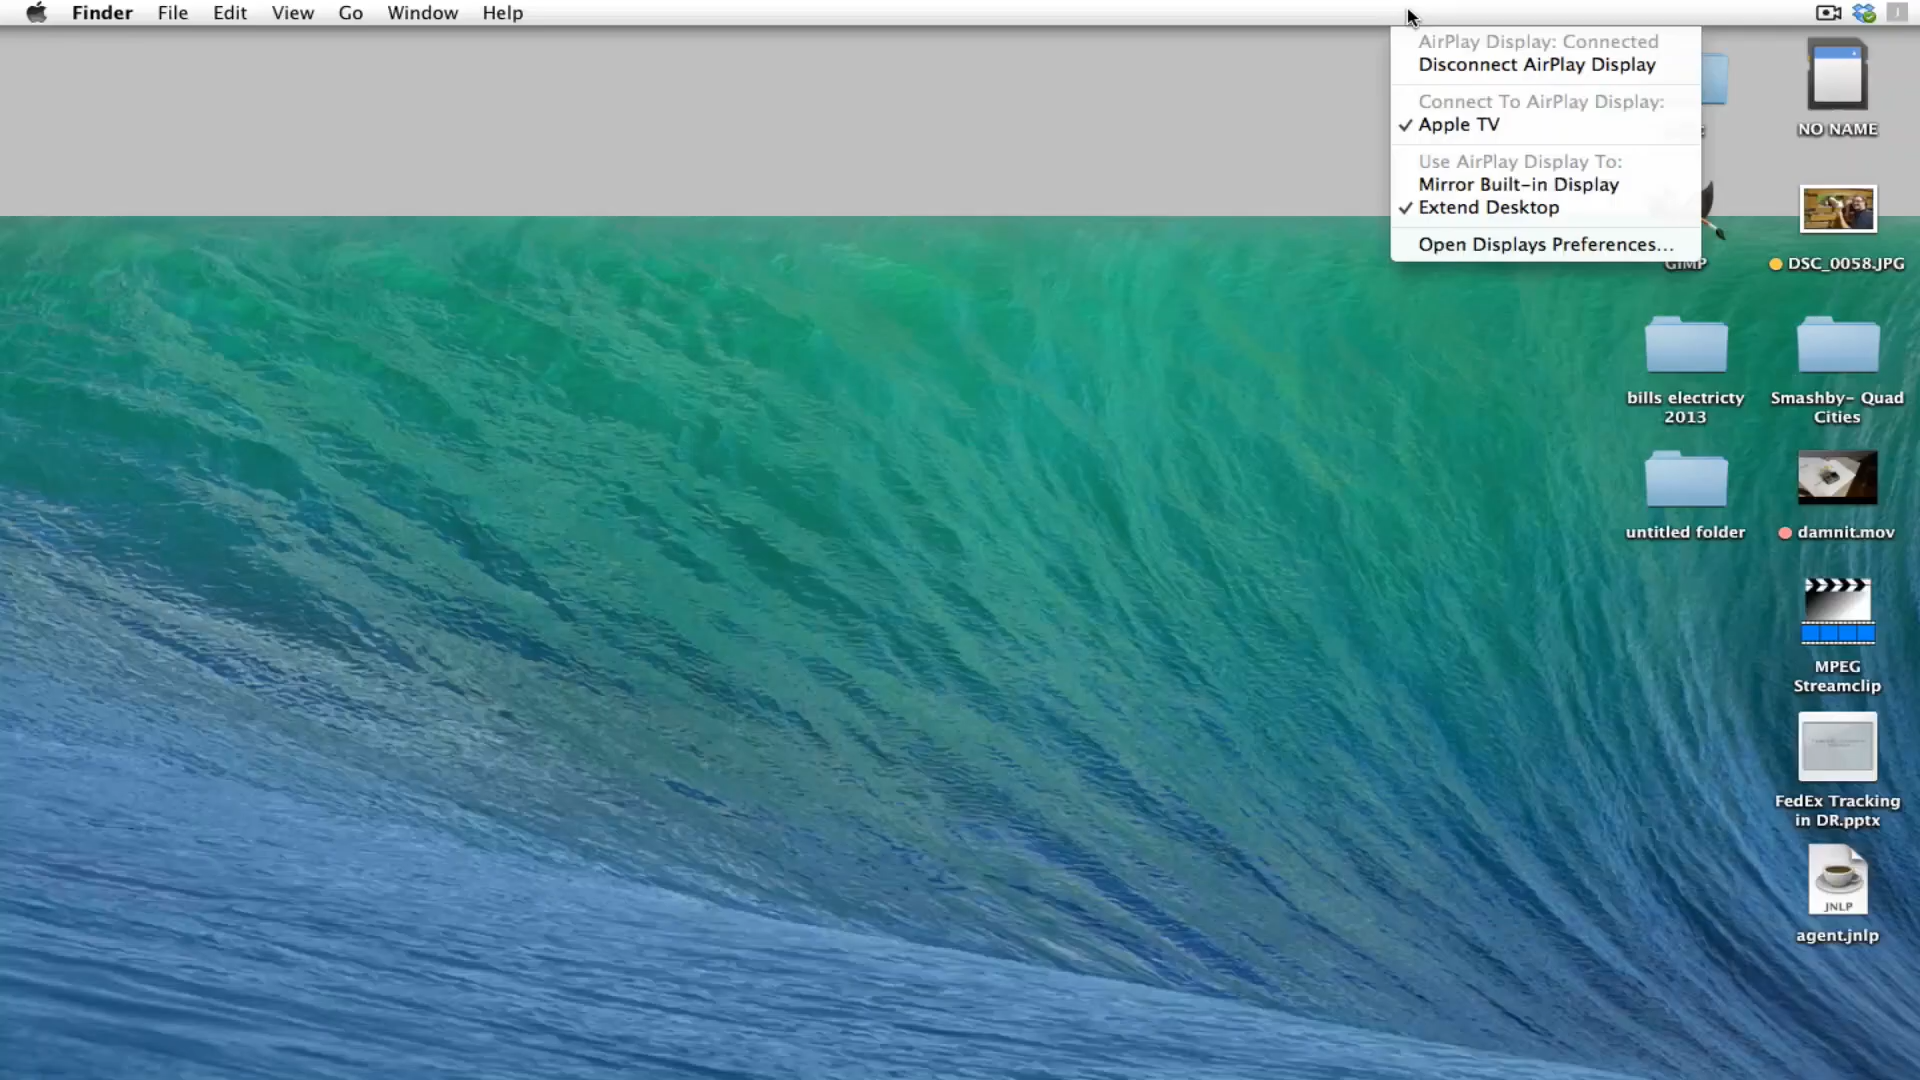 Finder File Edit View Go Window Help
AirPlay Display: Connected
Disconnect AirPlay Display
Connect To AirPlay Display:
Apple TV
Use AirPlay Display To:
Mirror Built-in Display
Extend Desktop
Open Displays Preferences...
NO NAME
GIMP
DSC_0058.JPG
bills electricty
2013
Smashby- Quad
Cities
untitled folder
damnit.mov
MPEG
Streamclip
FedEx Tracking
in DR.pptx
JNLP
agent.jnlp